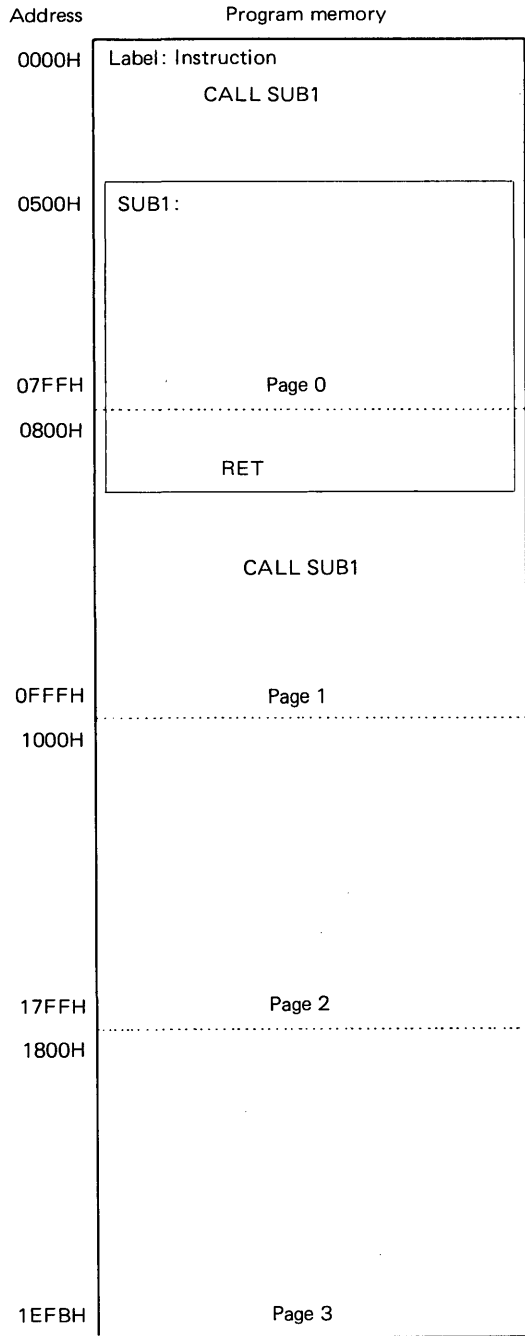 Address Program memory
0000H Label: Instruction
CALL SUB1
0500H SUB1:
07FFH Page 0
0800H
RET
CALL SUB1
0FFFH Page 1
1000H
17FFH Page 2
1800H
1EFBH Page 3